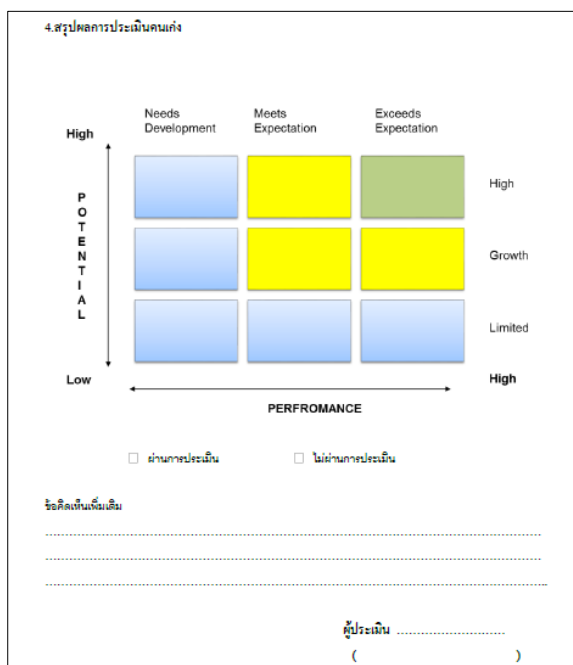 4.สรุปผลการประเมินคนเก่ง
Needs Development
Meets Expectation
Exceeds Expectation
High
POTENTIAL
High
Growth
Limited
Low
High
PERFROMANCE
☐ ผ่านการประเมิน ☐ ไม่ผ่านการประเมิน
ข้อคิดเห็นเพิ่มเติม
................................................................
................................................................
................................................................
ผู้ประเมิน ............................
( )